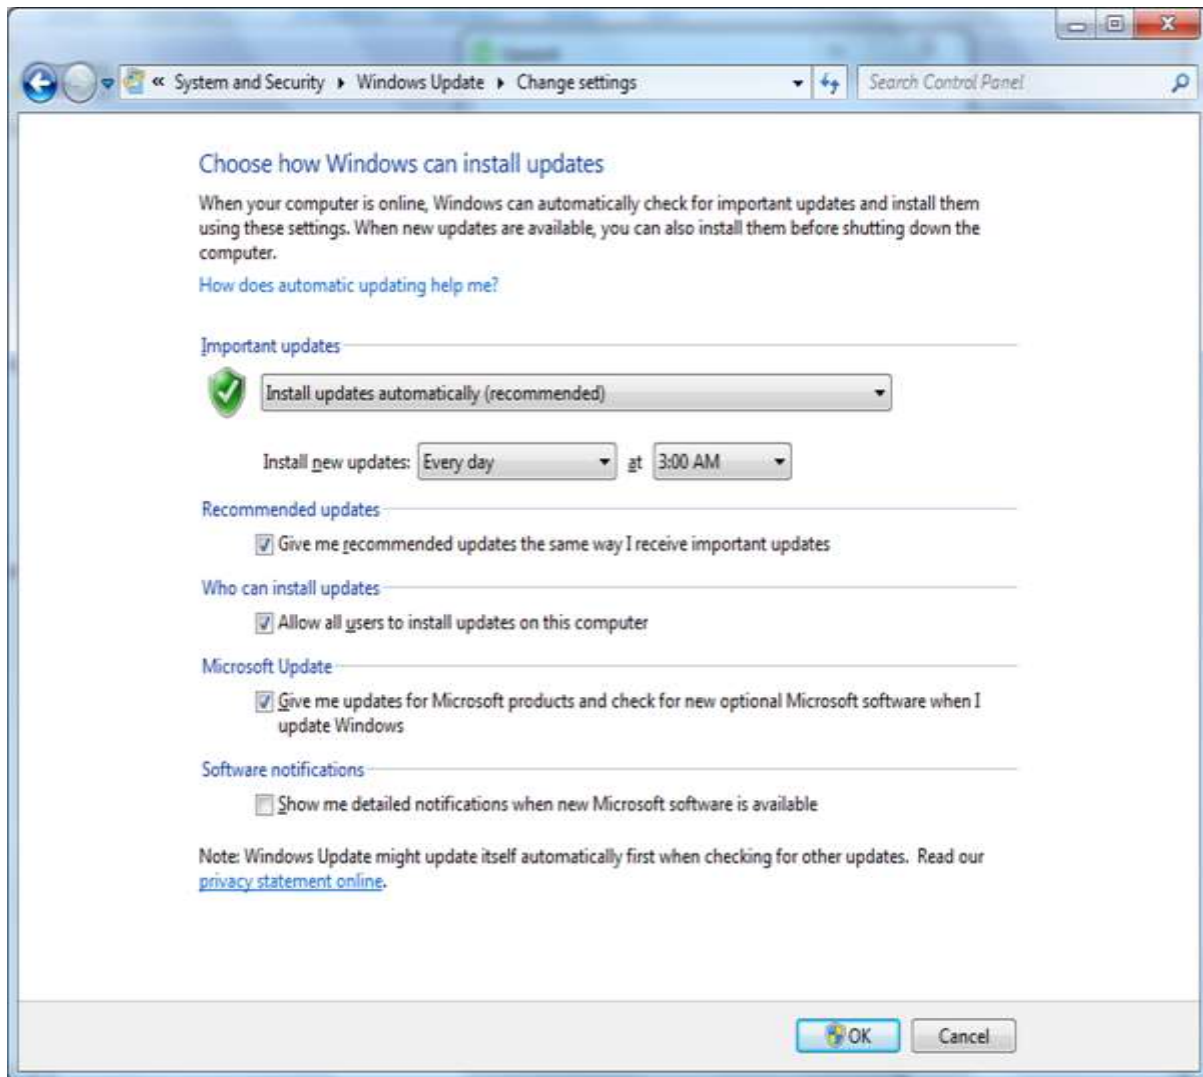 « System and Security ▸ Windows Update ▸ Change settings
Search Control Panel
Choose how Windows can install updates
When your computer is online, Windows can automatically check for important updates and install them
using these settings. When new updates are available, you can also install them before shutting down the
computer.
How does automatic updating help me?
Important updates
Install updates automatically (recommended)
Install new updates: Every day at 3:00 AM
Recommended updates
Give me recommended updates the same way I receive important updates
Who can install updates
Allow all users to install updates on this computer
Microsoft Update
Give me updates for Microsoft products and check for new optional Microsoft software when I
update Windows
Software notifications
Show me detailed notifications when new Microsoft software is available
Note: Windows Update might update itself automatically first when checking for other updates. Read our
privacy statement online.
OK Cancel